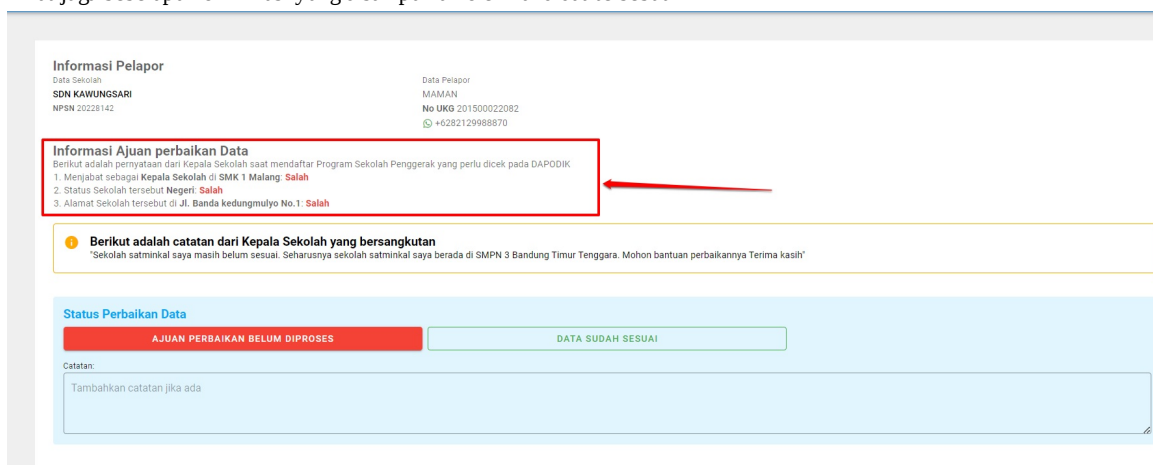 Informasi Pelapor
Data Sekolah
SDN KAWUNGSARI
NPSN 20228142
Data Pelapor
MAMAN
No UKG 201500022082
+6282129988870
Informasi Ajuan perbaikan Data
Berikut adalah pernyataan dari Kepala Sekolah saat mendaftar Program Sekolah Penggerak yang perlu dicek pada DAPODIK
1. Menjabat sebagai Kepala Sekolah di SMK 1 Malang: Salah
2. Status Sekolah tersebut Negeri: Salah
3. Alamat Sekolah tersebut di Jl. Banda kedungmulyo No.1: Salah
Berikut adalah catatan dari Kepala Sekolah yang bersangkutan
"Sekolah satminkal saya masih belum sesuai. Seharusnya sekolah satminkal saya berada di SMPN 3 Bandung Timur Tenggara. Mohon bantuan perbaikannya Terima kasih"
Status Perbaikan Data
AJUAN PERBAIKAN BELUM DIPROSES
DATA SUDAH SESUAI
Catatan:
Tambahkan catatan jika ada